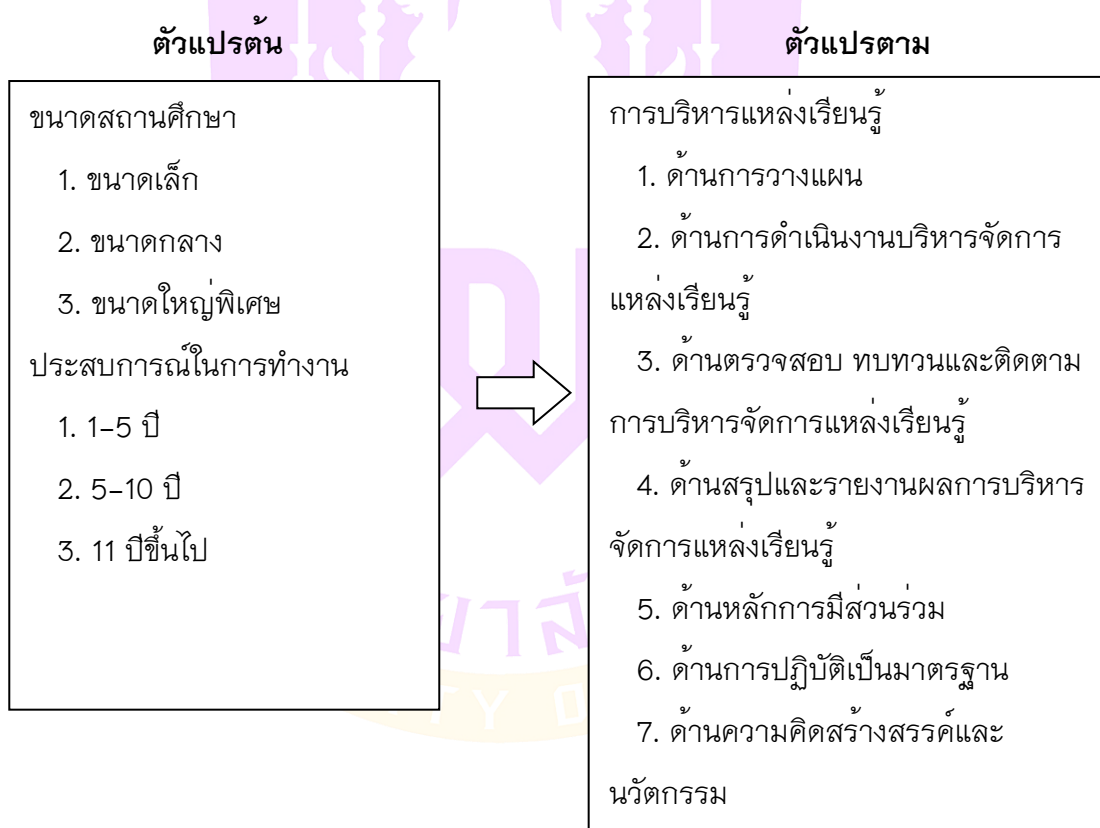 ตัวแปรต้น
ขนาดสถานศึกษา
1. ขนาดเล็ก
2. ขนาดกลาง
3. ขนาดใหญ่พิเศษ
ประสบการณ์ในการทำงาน
1. 1–5 ปี
2. 5–10 ปี
3. 11 ปีขึ้นไป
ตัวแปรตาม
การบริหารแหล่งเรียนรู้
1. ด้านการวางแผน
2. ด้านการดำเนินงานบริหารจัดการ
แหล่งเรียนรู้
3. ด้านตรวจสอบ ทบทวนและติดตาม
การบริหารจัดการแหล่งเรียนรู้
4. ด้านสรุปและรายงานผลการบริหาร
จัดการแหล่งเรียนรู้
5. ด้านหลักการมีส่วนร่วม
6. ด้านการปฏิบัติเป็นมาตรฐาน
7. ด้านความคิดสร้างสรรค์และ
นวัตกรรม